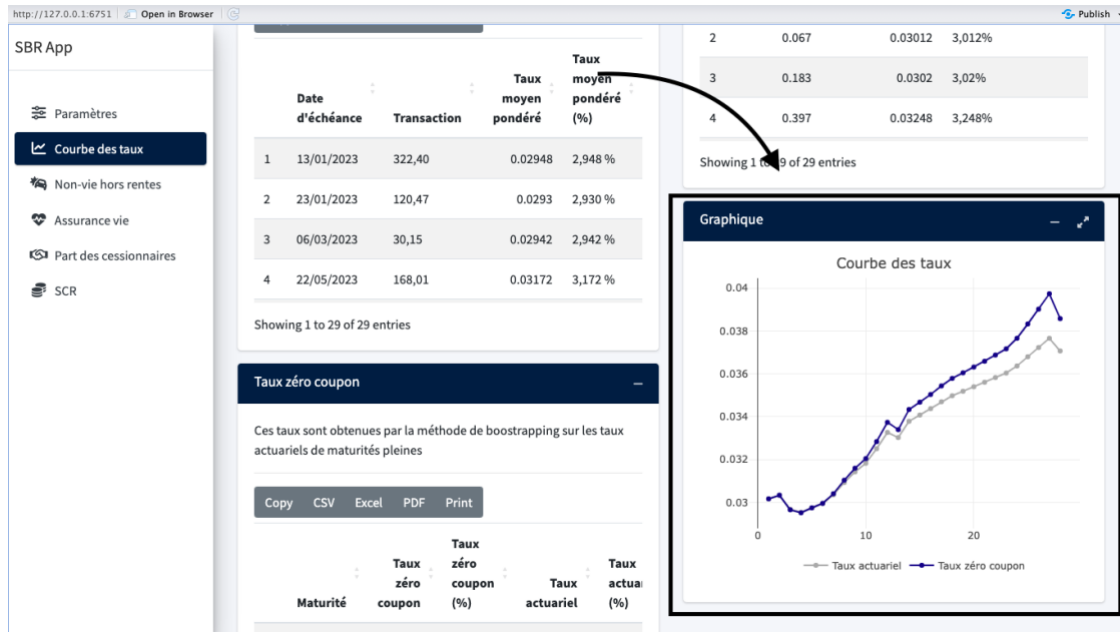 http://127.0.0.1:6751
Open in Browser
Publish
SBR App
Paramètres
Courbe des taux
Non-vie hors rentes
Assurance vie
Part des cessionnaires
SCR
Date d'échéance
Transaction
Taux moyen pondéré
Taux moyen pondéré (%)
1 13/01/2023 322,40 0.02948 2,948 %
2 23/01/2023 120,47 0.0293 2,930 %
3 06/03/2023 30,15 0.02942 2,942 %
4 22/05/2023 168,01 0.03172 3,172 %
Showing 1 to 29 of 29 entries
Taux zéro coupon
Ces taux sont obtenues par la méthode de boostrapping sur les taux
actuariels de maturités pleines
Copy CSV Excel PDF Print
Maturité
Taux zéro coupon
Taux zéro coupon (%)
Taux actuariel
Taux actua
(%)
2 0.067 0.03012 3,012%
3 0.183 0.0302 3,02%
4 0.397 0.03248 3,248%
Showing 1 to 9 of 29 entries
Graphique
Courbe des taux
0.04
0.038
0.036
0.034
0.032
0.03
0 10 20
Taux actuariel Taux zéro coupon